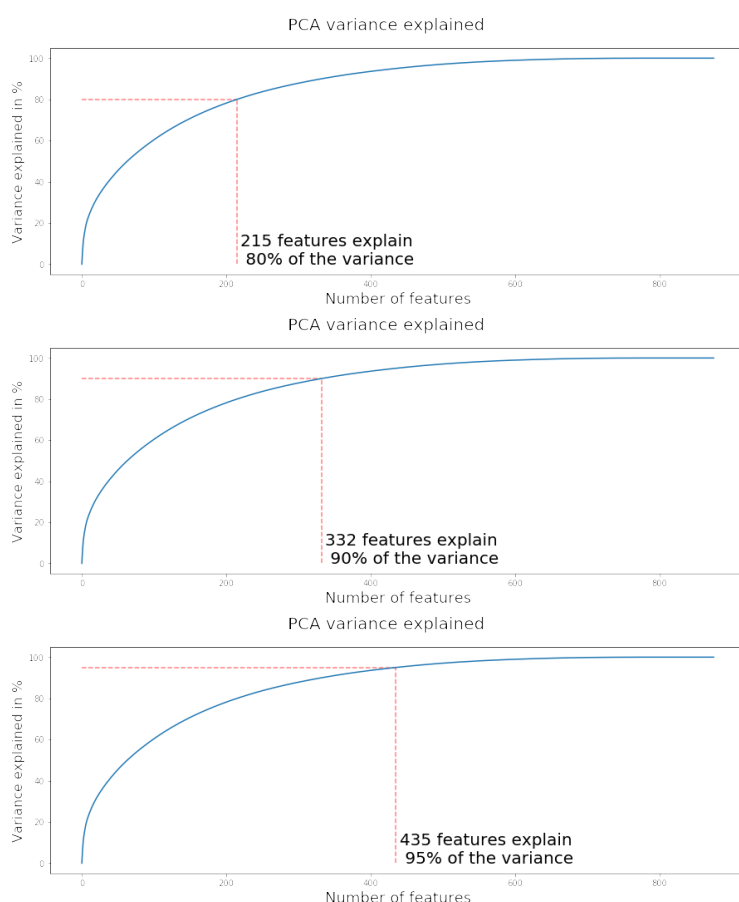 PCA variance explained
Variance explained in %
100
80
60
40
20
0
215 features explain
80% of the variance
0
200
400
600
800
Number of features
PCA variance explained
Variance explained in %
100
80
60
40
20
0
332 features explain
90% of the variance
0
200
400
600
800
Number of features
PCA variance explained
Variance explained in %
100
80
60
40
20
0
435 features explain
95% of the variance
0
200
400
600
800
Number of features